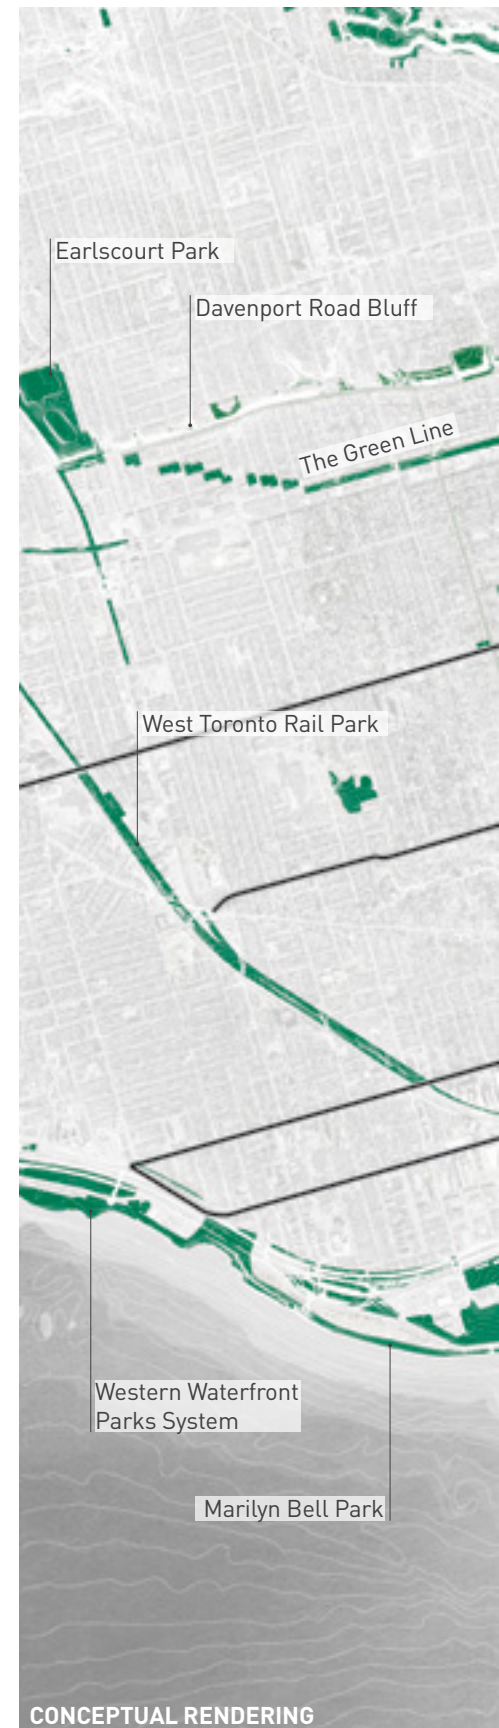 Earlscourt Park
Davenport Road Bluff
The Green Line
West Toronto Rail Park
Western Waterfront
Parks System
Marilyn Bell Park
CONCEPTUAL RENDERING